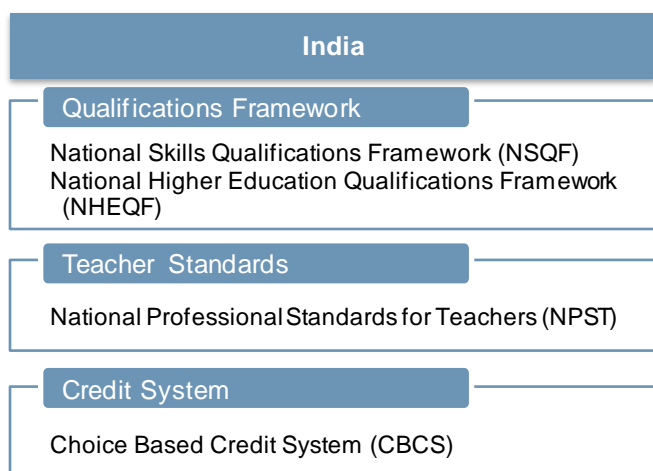 India
Qualifications Framework
National Skills Qualifications Framework (NSQF)
National Higher Education Qualifications Framework
(NHEQF)
Teacher Standards
National Professional Standards for Teachers (NPST)
Credit System
Choice Based Credit System (CBCS)